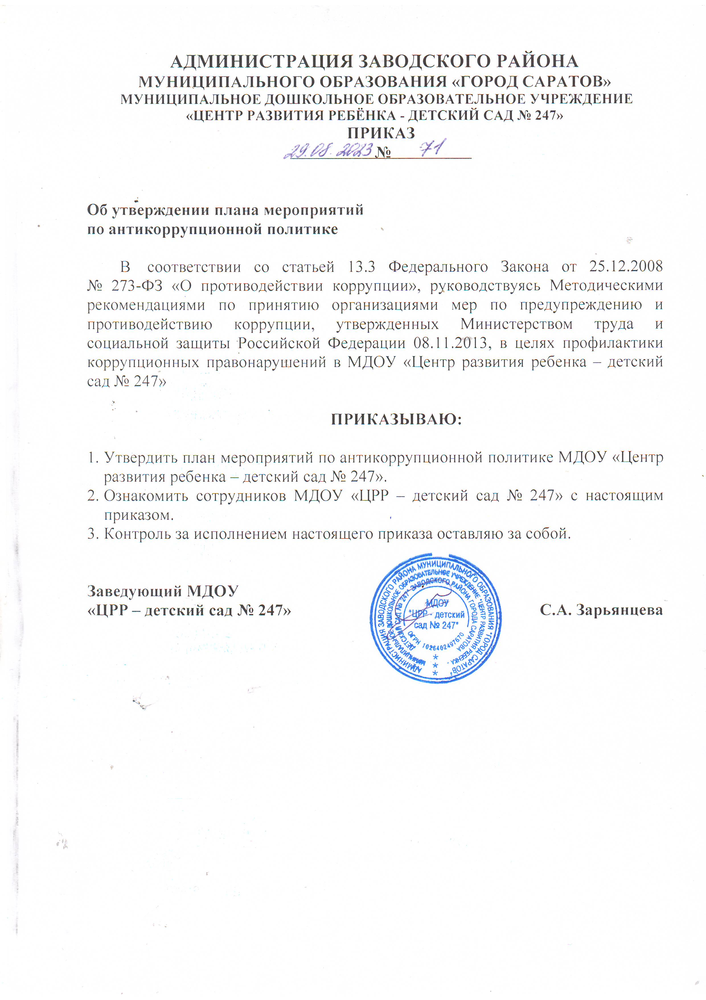 АДМИНИСТРАЦИЯ ЗАВОДСКОГО РАЙОНА
МУНИЦИПАЛЬНОГО ОБРАЗОВАНИЯ «ГОРОД САРАТОВ»
МУНИЦИПАЛЬНОЕ ДОШКОЛЬНОЕ ОБРАЗОВАТЕЛЬНОЕ УЧРЕЖДЕНИЕ
«ЦЕНТР РАЗВИТИЯ РЕБЁНКА - ДЕТСКИЙ САД № 247»
ПРИКАЗ
29.08.2023 № 71
Об утверждении плана мероприятий
по антикоррупционной политике
В соответствии со статьей 13.3 Федерального Закона от 25.12.2008
№ 273-ФЗ «О противодействии коррупции», руководствуясь Методическими
рекомендациями по принятию организациями мер по предупреждению и
противодействию коррупции, утвержденных Министерством труда и
социальной защиты Российской Федерации 08.11.2013, в целях профилактики
коррупционных правонарушений в МДОУ «Центр развития ребенка – детский
сад № 247»
ПРИКАЗЫВАЮ:
1. Утвердить план мероприятий по антикоррупционной политике МДОУ «Центр
развития ребенка – детский сад № 247».
2. Ознакомить сотрудников МДОУ «ЦРР – детский сад № 247» с настоящим
приказом.
3. Контроль за исполнением настоящего приказа оставляю за собой.
Заведующий МДОУ
«ЦРР – детский сад № 247» С.А. Зарьянцева
АДМИНИСТРАЦИЯ ЗАВОДСКОГО РАЙОНА МУНИЦИПАЛЬНОГО ОБРАЗОВАНИЯ "ГОРОД САРАТОВ"
МУНИЦИПАЛЬНОЕ ДОШКОЛЬНОЕ ОБРАЗОВАТЕЛЬНОЕ УЧРЕЖДЕНИЕ "ЦЕНТР РАЗВИТИЯ РЕБЕНКА -
ДЕТСКИЙ САД № 247" ЗАВОДСКОГО РАЙОНА ГОРОДА САРАТОВА
МДОУ
"ЦРР - детский
сад № 247"
ОГРН 1026402497670